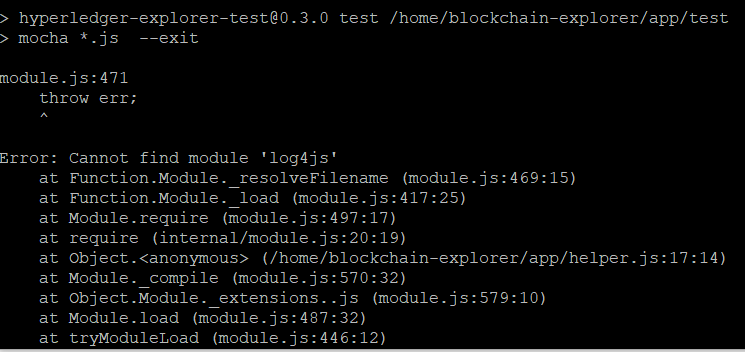 > hyperledger-explorer-test@0.3.0 test /home/blockchain-explorer/app/test
> mocha *.js  --exit
module.js:471
    throw err;
    ^
Error: Cannot find module 'log4js'
    at Function.Module._resolveFilename (module.js:469:15)
    at Function.Module._load (module.js:417:25)
    at Module.require (module.js:497:17)
    at require (internal/module.js:20:19)
    at Object.<anonymous> (/home/blockchain-explorer/app/helper.js:17:14)
    at Module._compile (module.js:570:32)
    at Object.Module._extensions..js (module.js:579:10)
    at Module.load (module.js:487:32)
    at tryModuleLoad (module.js:446:12)